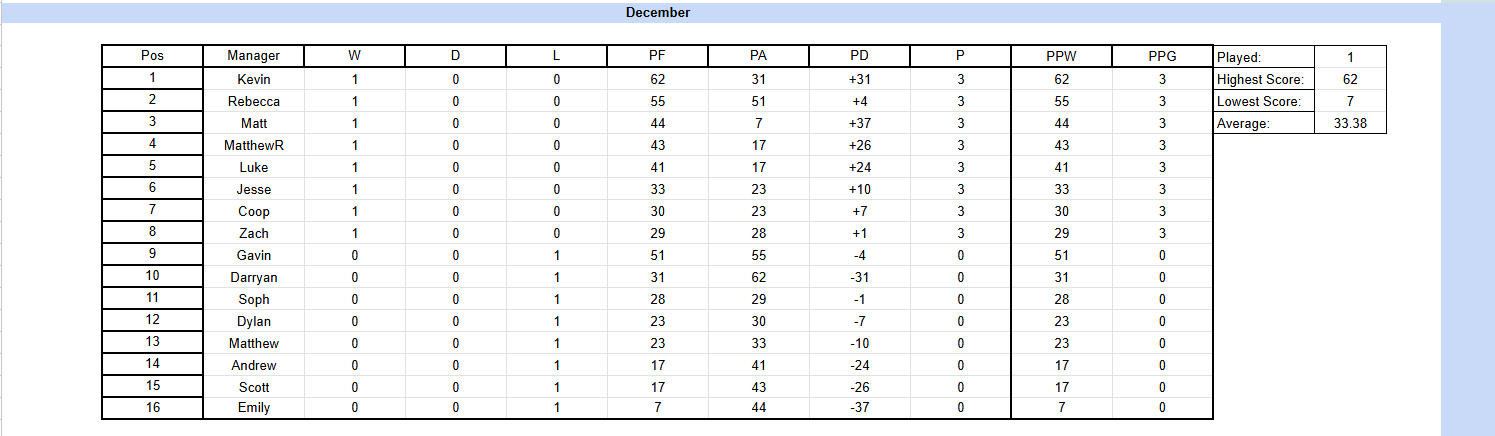 December
Pos Manager W D L PF PA PD P PPW PPG Played: 1
1 Kevin 1 0 0 62 31 +31 3 62 3 Highest Score: 62
2 Rebecca 1 0 0 55 51 +4 3 55 3 Lowest Score: 7
3 Matt 1 0 0 44 7 +37 3 44 3 Average: 33.38
4 MatthewR 1 0 0 43 17 +26 3 43 3
5 Luke 1 0 0 41 17 +24 3 41 3
6 Jesse 1 0 0 33 23 +10 3 33 3
7 Coop 1 0 0 30 23 +7 3 30 3
8 Zach 1 0 0 29 28 +1 3 29 3
9 Gavin 0 0 1 51 55 -4 0 51 0
10 Darryan 0 0 1 31 62 -31 0 31 0
11 Soph 0 0 1 28 29 -1 0 28 0
12 Dylan 0 0 1 23 30 -7 0 23 0
13 Matthew 0 0 1 23 33 -10 0 23 0
14 Andrew 0 0 1 17 41 -24 0 17 0
15 Scott 0 0 1 17 43 -26 0 17 0
16 Emily 0 0 1 7 44 -37 0 7 0